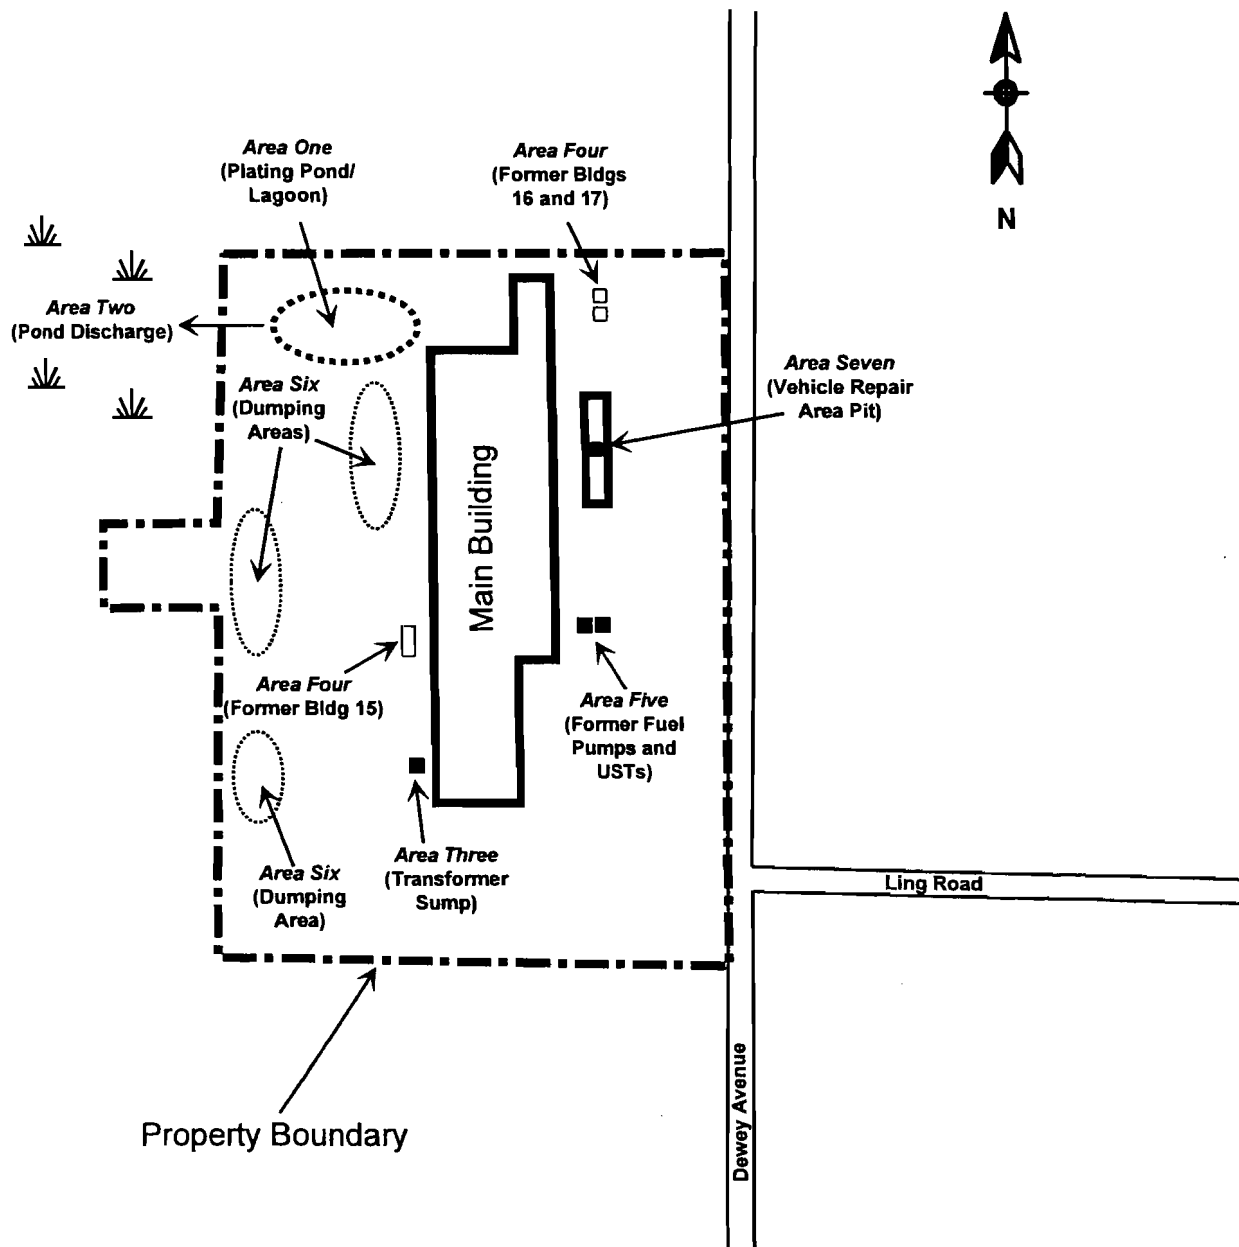 N
Area One
(Plating Pond/
Lagoon)
Area Four
(Former Bldgs
16 and 17)
Area Two
(Pond Discharge)
Area Six
(Dumping
Areas)
Area Seven
(Vehicle Repair
Area Pit)
Main Building
Area Four
(Former Bldg 15)
Area Five
(Former Fuel
Pumps and
USTs)
Area Three
(Transformer
Sump)
Area Six
(Dumping
Area)
Ling Road
Dewey Avenue
Property Boundary